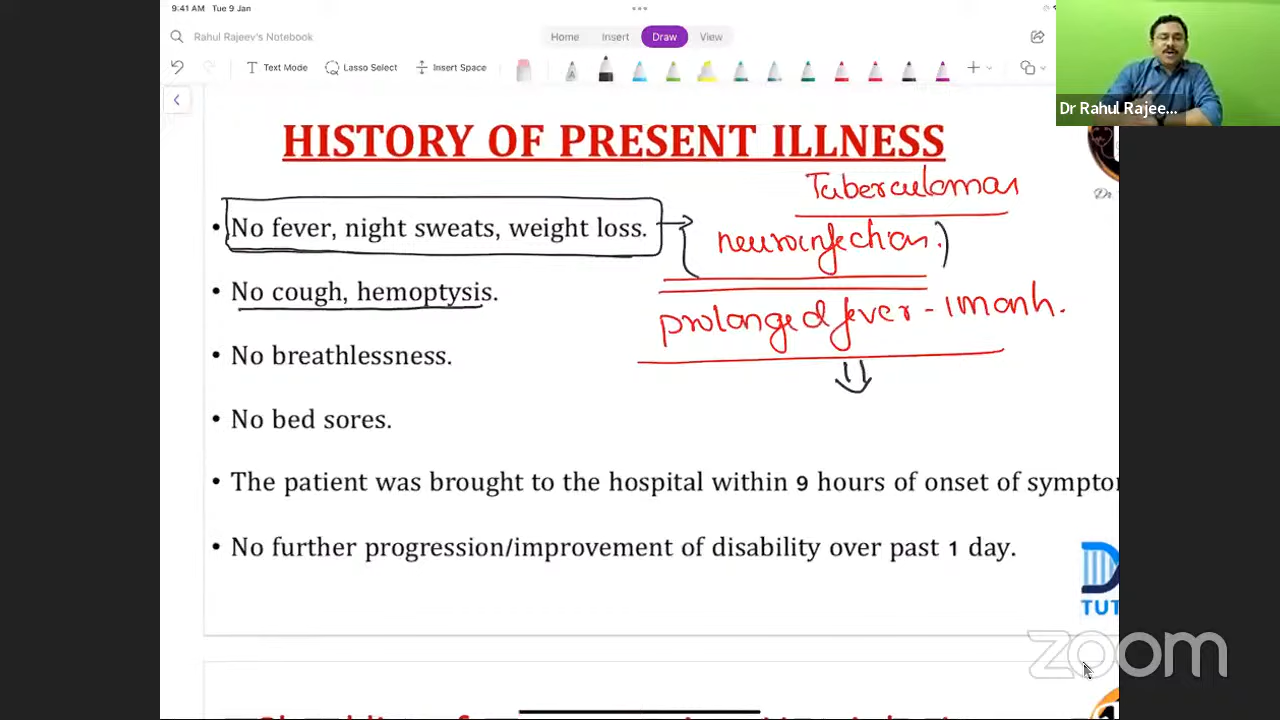 9:41 AM Tue 9 Jan
Rahul Rajeev's Notebook
Home Insert Draw View
Text Mode Lasso Select Insert Space
Dr Rahul Rajee...
HISTORY OF PRESENT ILLNESS
Tuberculomas
• No fever, night sweats, weight loss.
neuroinfection.)
• No cough, hemoptysis.
prolonged fever - 1 month.
• No breathlessness.
• No bed sores.
• The patient was brought to the hospital within 9 hours of onset of sympto
• No further progression/improvement of disability over past 1 day.
TUT
zoom